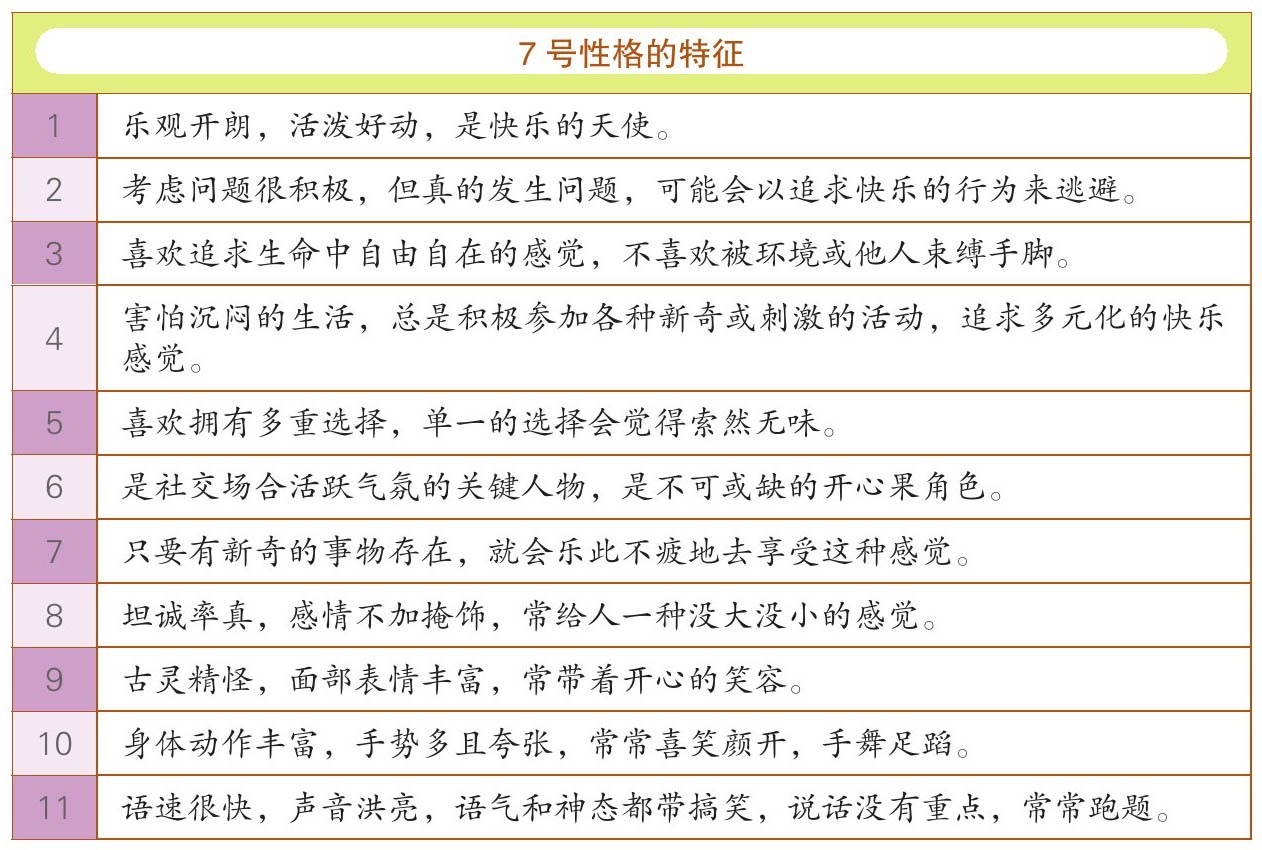 7 号性格的特征
1 乐观开朗，活泼好动，是快乐的天使。
2 考虑问题很积极，但真的发生问题，可能会以追求快乐的行为来逃避。
3 喜欢追求生命中自由自在的感觉，不喜欢被环境或他人束缚手脚。
4 害怕沉闷的生活，总是积极参加各种新奇或刺激的活动，追求多元化的快乐
感觉。
5 喜欢拥有多重选择，单一的选择会觉得索然无味。
6 是社交场合活跃气氛的关键人物，是不可或缺的开心果角色。
7 只要有新奇的事物存在，就会乐此不疲地去享受这种感觉。
8 坦诚率真，感情不加掩饰，常给人一种没大没小的感觉。
9 古灵精怪，面部表情丰富，常带着开心的笑容。
10 身体动作丰富，手势多且夸张，常常喜笑颜开，手舞足蹈。
11 语速很快，声音洪亮，语气和神态都带搞笑，说话没有重点，常常跑题。